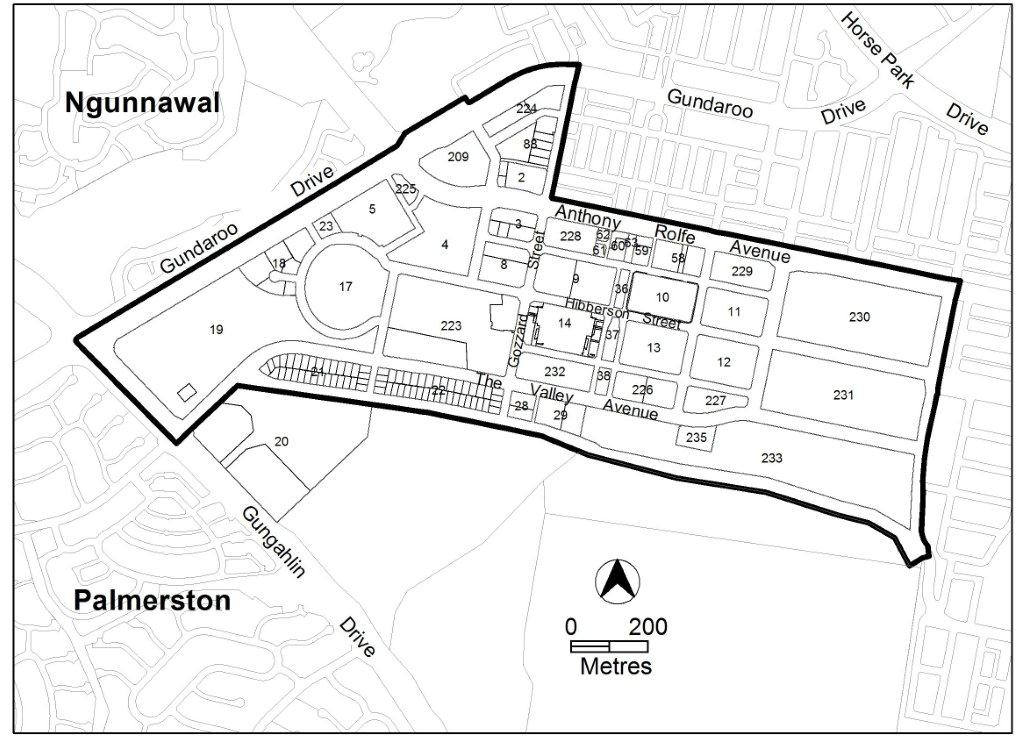 Horse Park
Drive
Ngunnawal
Gundaroo
Drive
224
83
209
2
Drive
225
5
23
3
Anthony
Rolfe
Avenue
Gundaroo
4
228
62
61
60
63
59
58
229
Street
8
9
18
17
36
10
11
230
Hibberson
Street
19
223
14
37
13
12
Gozzard
21
22
The
Valley
Avenue
232
38
226
227
231
28
29
235
233
20
Gungahlin
Drive
Palmerston
0 200
Metres